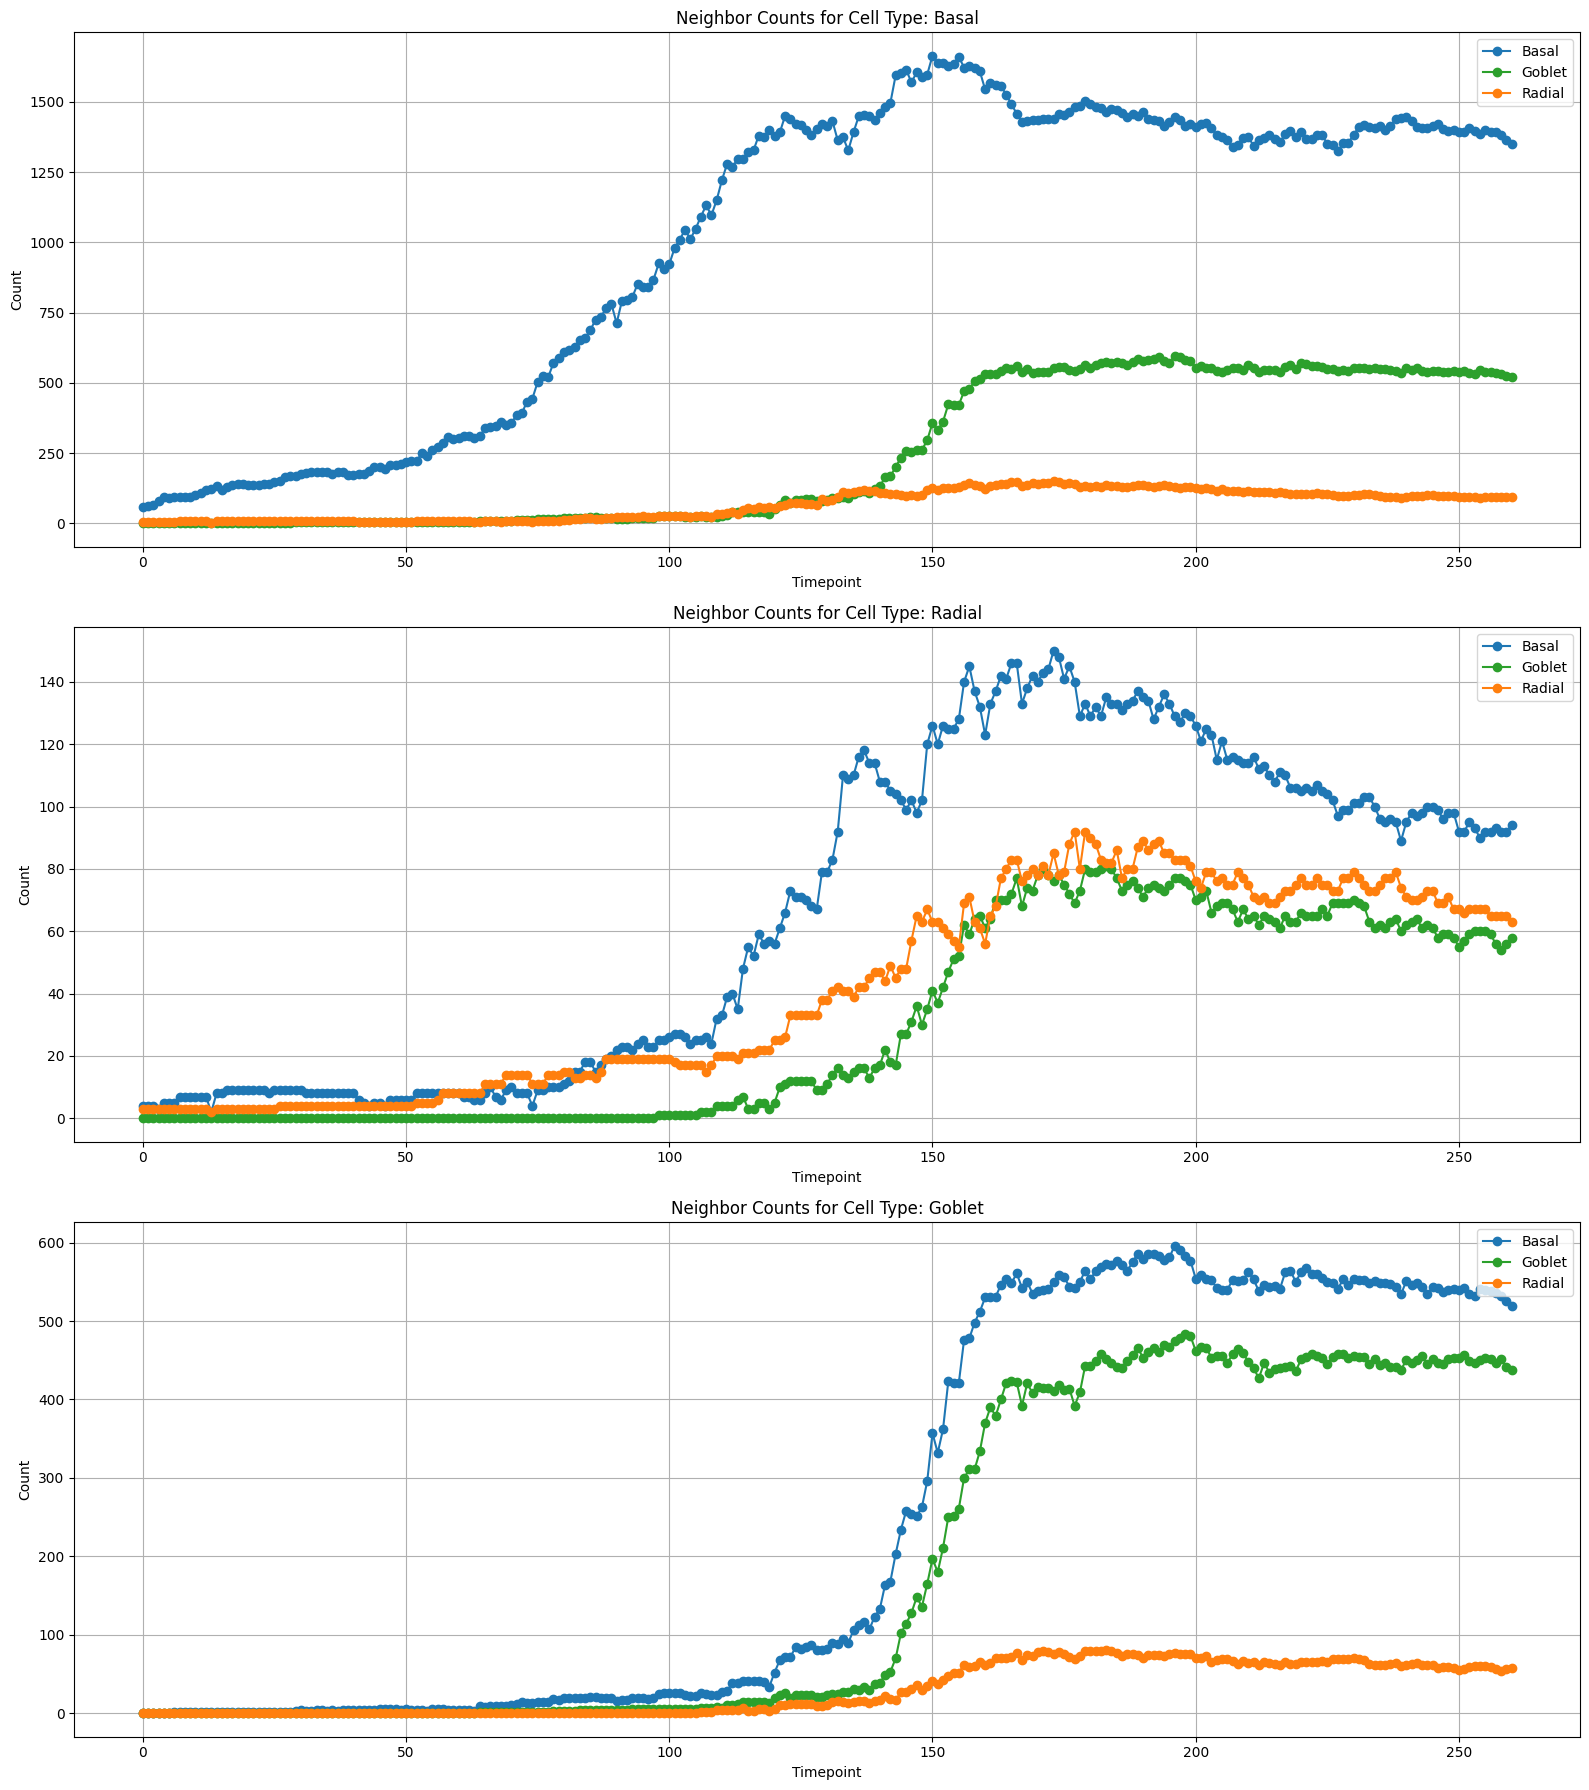 Neighbor Counts for Cell Type: Basal
Count
1500
1250
1000
750
500
250
0
Basal
Goblet
Radial
0 50 100 150 200 250
Timepoint
Neighbor Counts for Cell Type: Radial
Count
140
120
100
80
60
40
20
0
Basal
Goblet
Radial
0 50 100 150 200 250
Timepoint
Neighbor Counts for Cell Type: Goblet
Count
600
500
400
300
200
100
0
Basal
Goblet
Radial
0 50 100 150 200 250
Timepoint